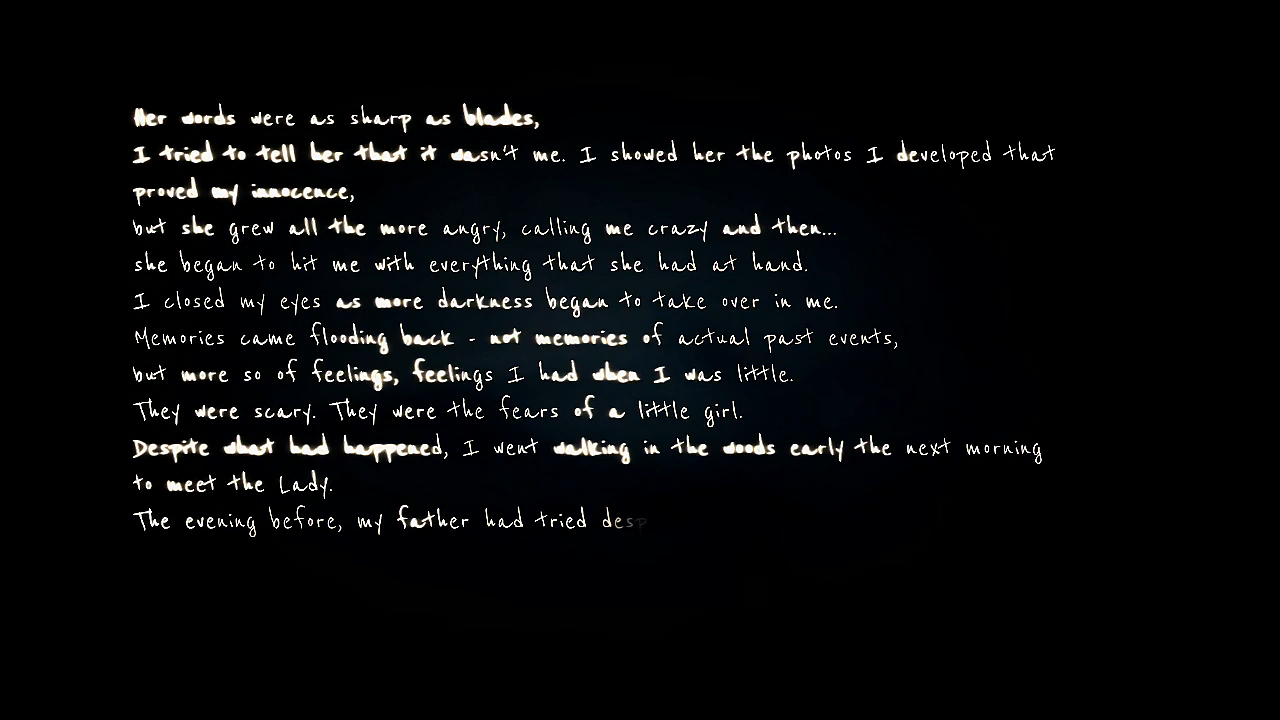 Her words were as sharp as blades,
I tried to tell her that it wasn't me. I showed her the photos I developed that
proved my innocence,
but she grew all the more angry, calling me crazy and then...
she began to hit me with everything that she had at hand.
I closed my eyes as more darkness began to take over in me.
Memories came flooding back - not memories of actual past events,
but more so of feelings, feelings I had when I was little.
They were scary. They were the fears of a little girl.
Despite what had happened, I went walking in the woods early the next morning
to meet the Lady.
The evening before, my father had tried desp